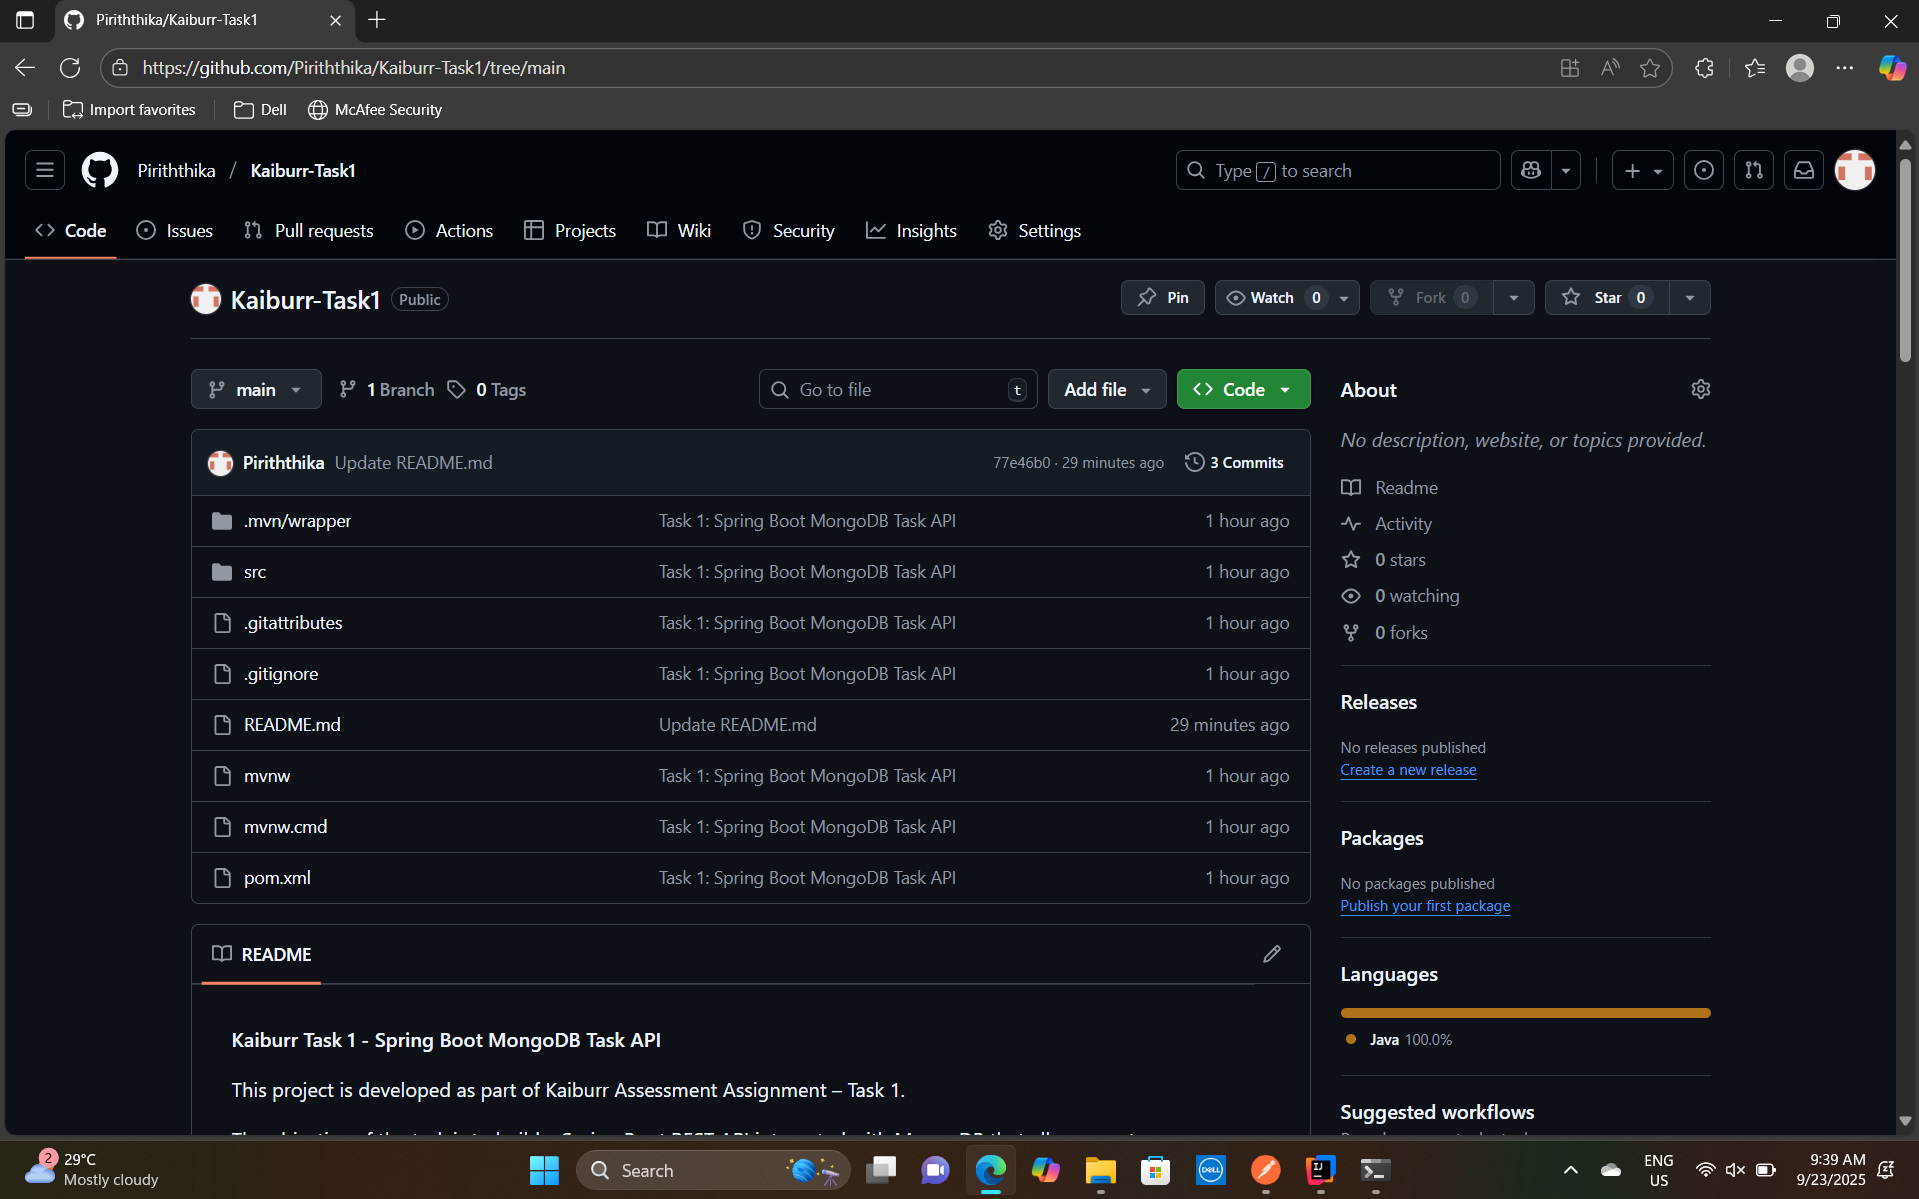 Piriththika/Kaiburr-Task1
https://github.com/Piriththika/Kaiburr-Task1/tree/main
Import favorites
Dell
McAfee Security
Piriththika / Kaiburr-Task1
Type / to search
Code
Issues
Pull requests
Actions
Projects
Wiki
Security
Insights
Settings
Kaiburr-Task1 Public
Pin
Watch 0
Fork 0
Star 0
main
1 Branch
0 Tags
Go to file t
Add file
Code
Piriththika Update README.md 77e46b0 · 29 minutes ago 3 Commits
.mvn/wrapper Task 1: Spring Boot MongoDB Task API 1 hour ago
src Task 1: Spring Boot MongoDB Task API 1 hour ago
.gitattributes Task 1: Spring Boot MongoDB Task API 1 hour ago
.gitignore Task 1: Spring Boot MongoDB Task API 1 hour ago
README.md Update README.md 29 minutes ago
mvnw Task 1: Spring Boot MongoDB Task API 1 hour ago
mvnw.cmd Task 1: Spring Boot MongoDB Task API 1 hour ago
pom.xml Task 1: Spring Boot MongoDB Task API 1 hour ago
README
Kaiburr Task 1 - Spring Boot MongoDB Task API
This project is developed as part of Kaiburr Assessment Assignment – Task 1.
About
No description, website, or topics provided.
Readme
Activity
0 stars
0 watching
0 forks
Releases
No releases published
Create a new release
Packages
No packages published
Publish your first package
Languages
Java 100.0%
Suggested workflows
2
29°C
Mostly cloudy
Search
DELL
IJ
ENG
US
9:39 AM
9/23/2025